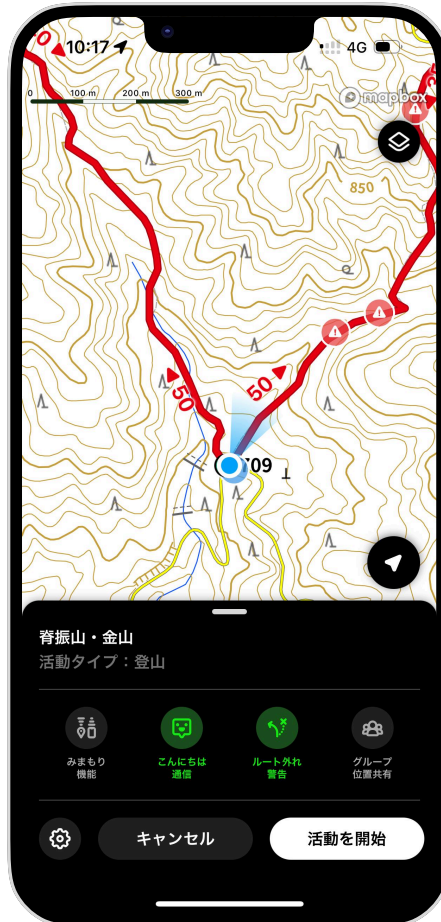 10:17 4G
0 100 m 200 m 300 m
mapbox
850
50
50
709
脊振山・金山
活動タイプ：登山
みまもり
機能
こんにちは
通信
ルート外れ
警告
グループ
位置共有
キャンセル
活動を開始